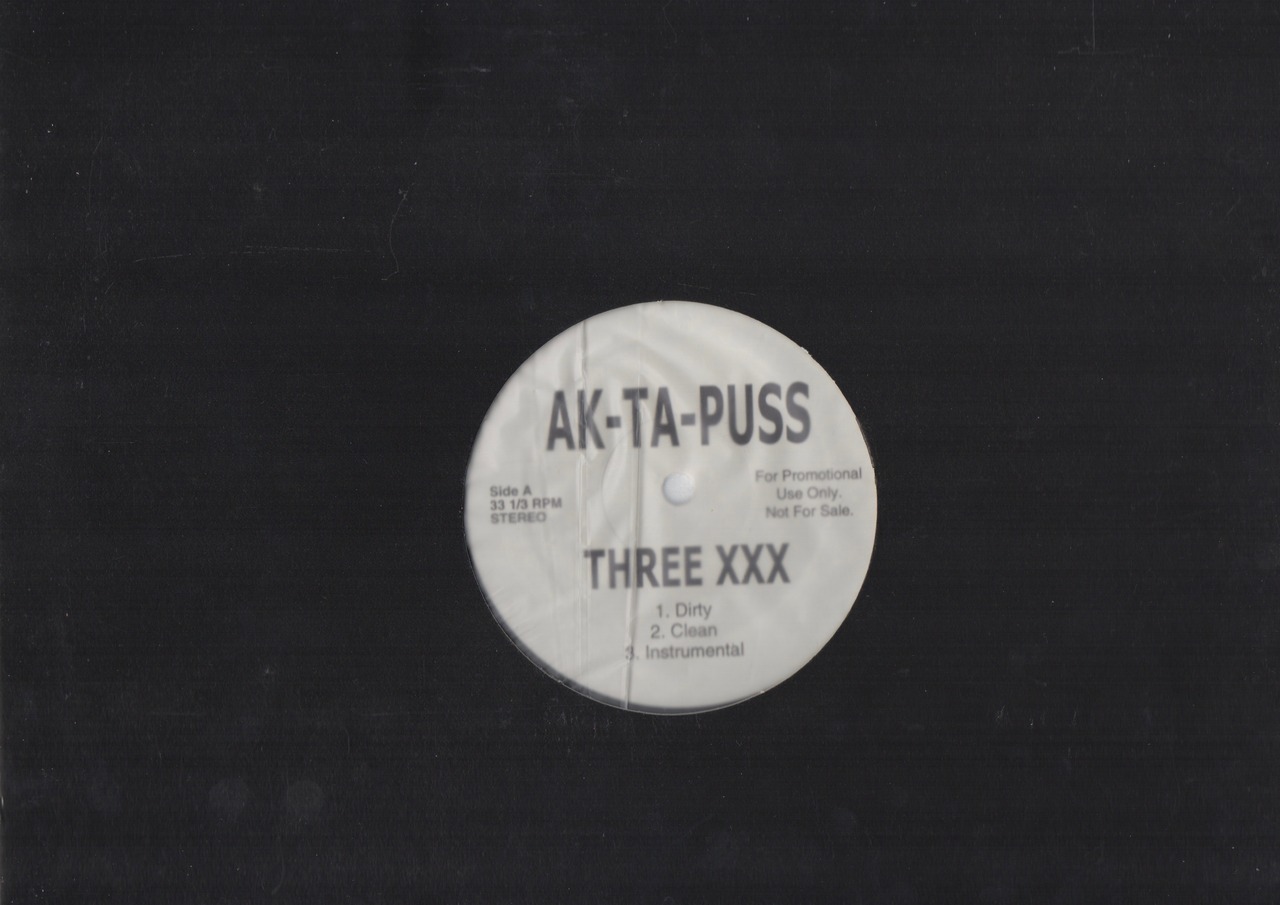 AK-TA-PUSS
Side A
33 1/3 RPM
STEREO
For Promotional
Use Only.
Not For Sale.
THREE XXX
1. Dirty
2. Clean
3. Instrumental